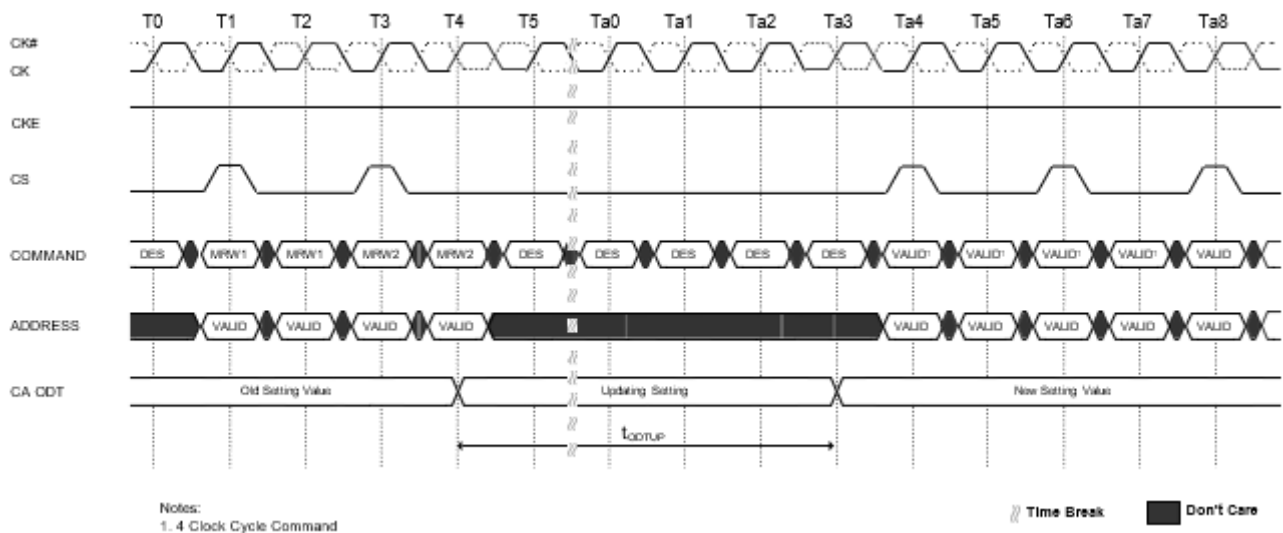 T0 T1 T2 T3 T4 T5 Ta0 Ta1 Ta2 Ta3 Ta4 Ta5 Ta6 Ta7 Ta8
CK#
CK
CKE
CS
COMMAND DES MRW1 MRW1 MRW2 MRW2 DES DES DES DES DES VALID¹ VALID¹ VALID¹ VALID¹ VALID
ADDRESS VALID VALID VALID VALID VALID VALID VALID VALID VALID
CA ODT Old Setting Value Updating Setting New Setting Value
tODTUP
Notes:
1. 4 Clock Cycle Command
Time Break Don't Care